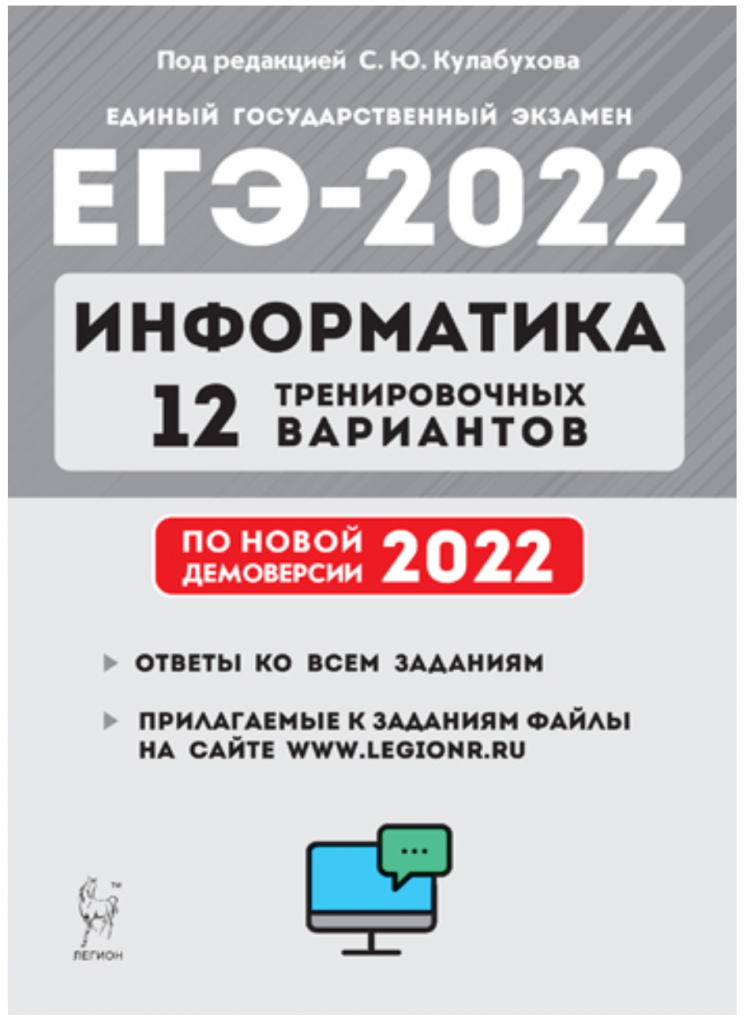 Под редакцией С. Ю. Кулабухова
ЕДИНЫЙ ГОСУДАРСТВЕННЫЙ ЭКЗАМЕН
ЕГЭ-2022
ИНФОРМАТИКА
12 ТРЕНИРОВОЧНЫХ
ВАРИАНТОВ
ПО НОВОЙ
ДЕМОВЕРСИИ 2022
ОТВЕТЫ КО ВСЕМ ЗАДАНИЯМ
ПРИЛАГАЕМЫЕ К ЗАДАНИЯМ ФАЙЛЫ
НА САЙТЕ WWW.LEGIONR.RU
TM
ЛЕГИОН